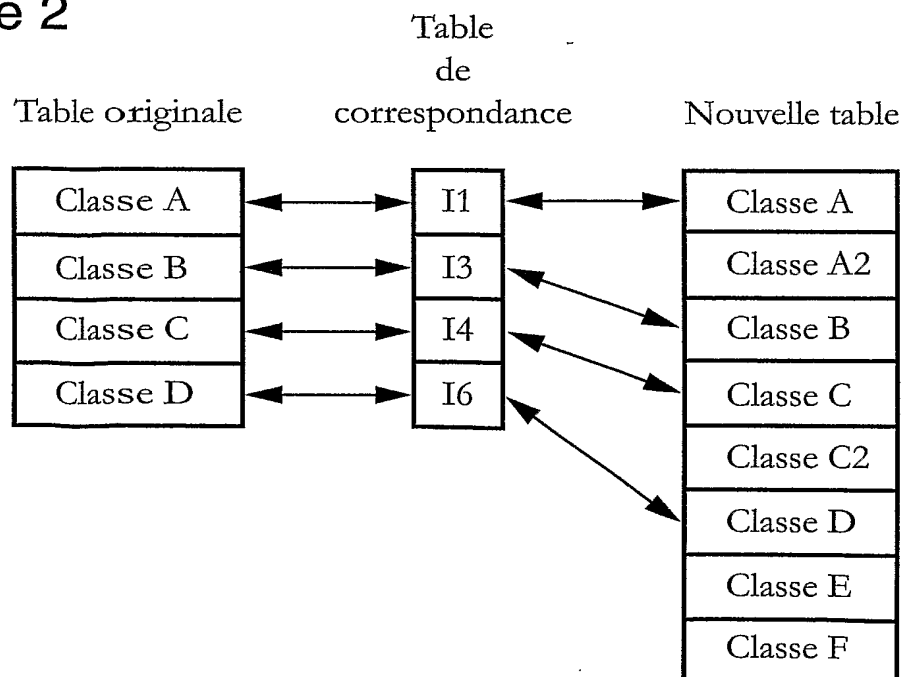 e 2
Table
de
correspondance
Table originale
Nouvelle table
Classe A
Classe B
Classe C
Classe D
I1
I3
I4
I6
Classe A
Classe A2
Classe B
Classe C
Classe C2
Classe D
Classe E
Classe F